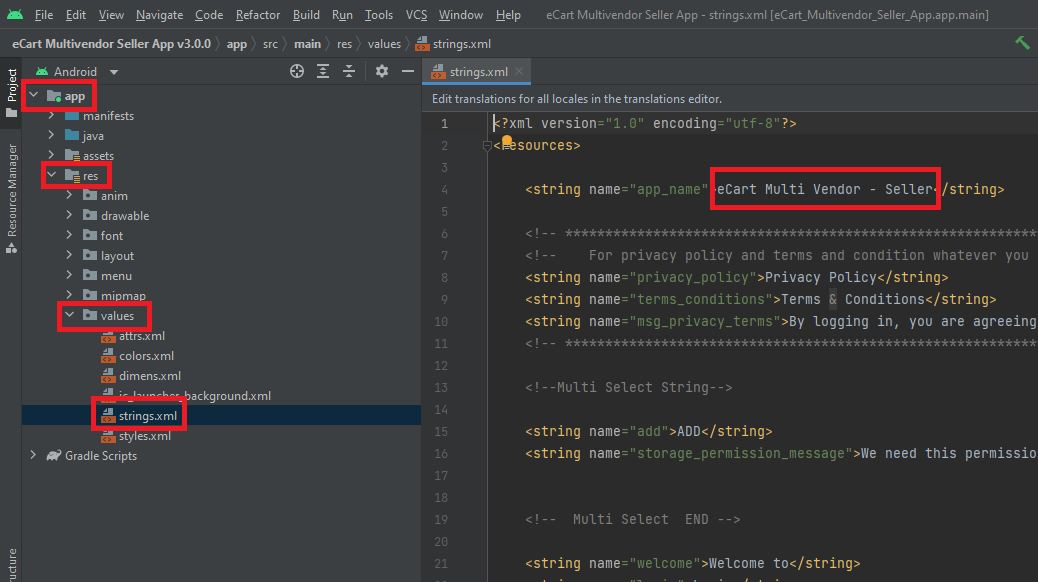 File Edit View Navigate Code Refactor Build Run Tools VCS Window Help eCart Multivendor Seller App - strings.xml [eCart_Multivendor_Seller_App.app.main]
eCart Multivendor Seller App v3.0.0 app src main res values strings.xml
Project
Resource Manager
ucture
Android
app
manifests
java
assets
res
anim
drawable
font
layout
menu
mipmap
values
attrs.xml
colors.xml
dimens.xml
ic_launcher_background.xml
strings.xml
styles.xml
Gradle Scripts
strings.xml
Edit translations for all locales in the translations editor.
1 <?xml version="1.0" encoding="utf-8"?>
2 <resources>
3
4 <string name="app_name">eCart Multi Vendor - Seller</string>
5
6 <!-- ***********************************************************
7 <!-- For privacy policy and terms and condition whatever you
8 <string name="privacy_policy">Privacy Policy</string>
9 <string name="terms_conditions">Terms & Conditions</string>
10 <string name="msg_privacy_terms">By logging in, you are agreeing
11 <!-- ***********************************************************
12
13 <!--Multi Select String-->
14
15 <string name="add">ADD</string>
16 <string name="storage_permission_message">We need this permissio
17
18
19 <!-- Multi Select END -->
20
21 <string name="welcome">Welcome to</string>